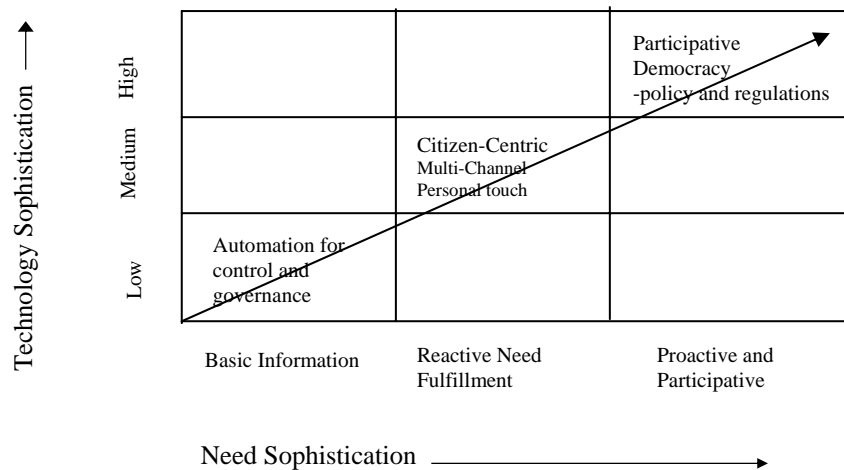 Technology Sophistication
High
Medium
Low
Participative
Democracy
-policy and regulations
Citizen-Centric
Multi-Channel
Personal touch
Automation for
control and
governance
Basic Information
Reactive Need
Fulfillment
Proactive and
Participative
Need Sophistication